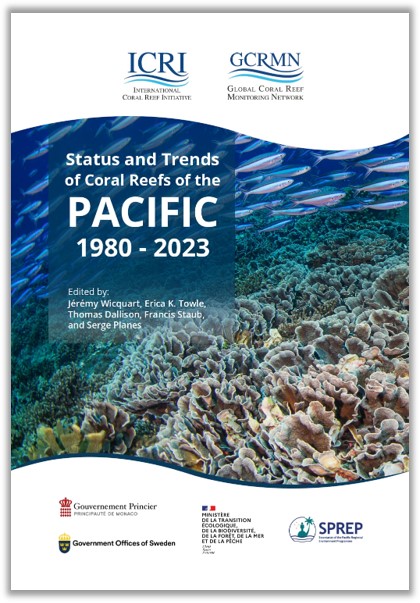 ICRI
INTERNATIONAL
CORAL REEF INITIATIVE
GCRMN
GLOBAL CORAL REEF
MONITORING NETWORK
Status and Trends
of Coral Reefs of the
PACIFIC
1980 - 2023
Edited by:
Jérémy Wicquart, Erica K. Towle,
Thomas Dallison, Francis Staub,
and Serge Planes
Gouvernement Princier
PRINCIPAUTÉ DE MONACO
Government Offices of Sweden
MINISTÈRE
DE LA TRANSITION
ÉCOLOGIQUE,
DE LA BIODIVERSITÉ,
DE LA FORÊT, DE LA MER
ET DE LA PÊCHE
SPREP